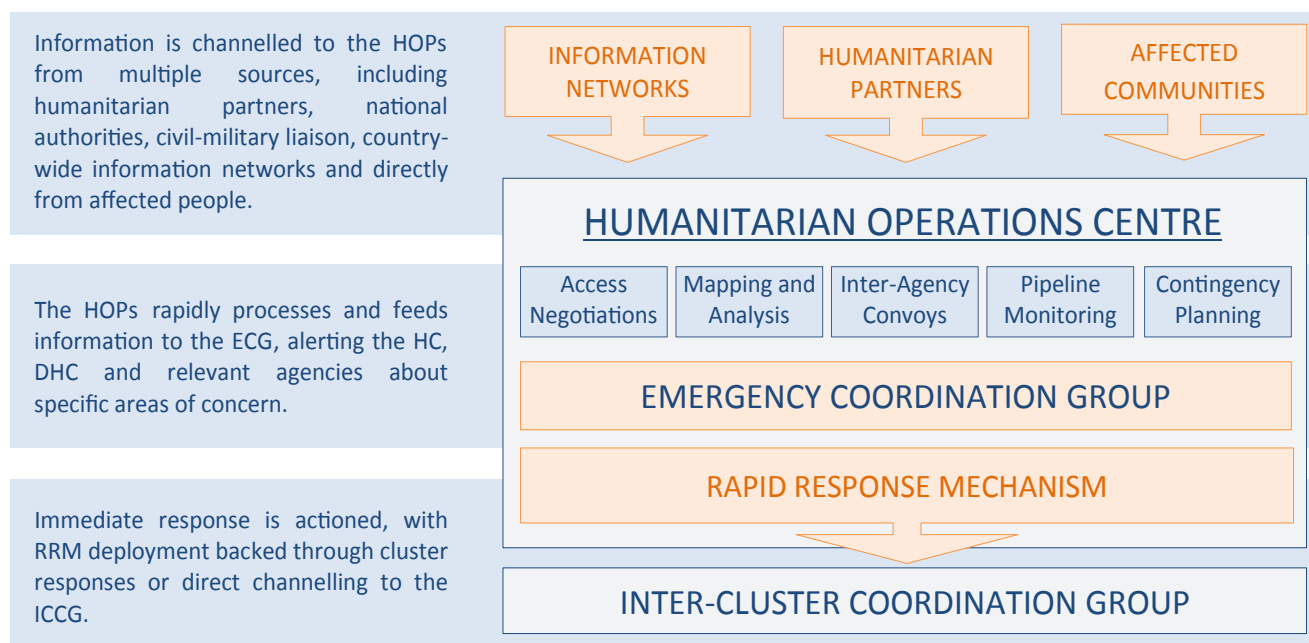 Information is channelled to the HOPs
from multiple sources, including
humanitarian partners, national
authorities, civil-military liaison, country-
wide information networks and directly
from affected people.
INFORMATION
NETWORKS
HUMANITARIAN
PARTNERS
AFFECTED
COMMUNITIES
HUMANITARIAN OPERATIONS CENTRE
Access
Negotiations
Mapping and
Analysis
Inter-Agency
Convoys
Pipeline
Monitoring
Contingency
Planning
The HOPs rapidly processes and feeds
information to the ECG, alerting the HC,
DHC and relevant agencies about
specific areas of concern.
EMERGENCY COORDINATION GROUP
RAPID RESPONSE MECHANISM
Immediate response is actioned, with
RRM deployment backed through cluster
responses or direct channelling to the
ICCG.
INTER-CLUSTER COORDINATION GROUP